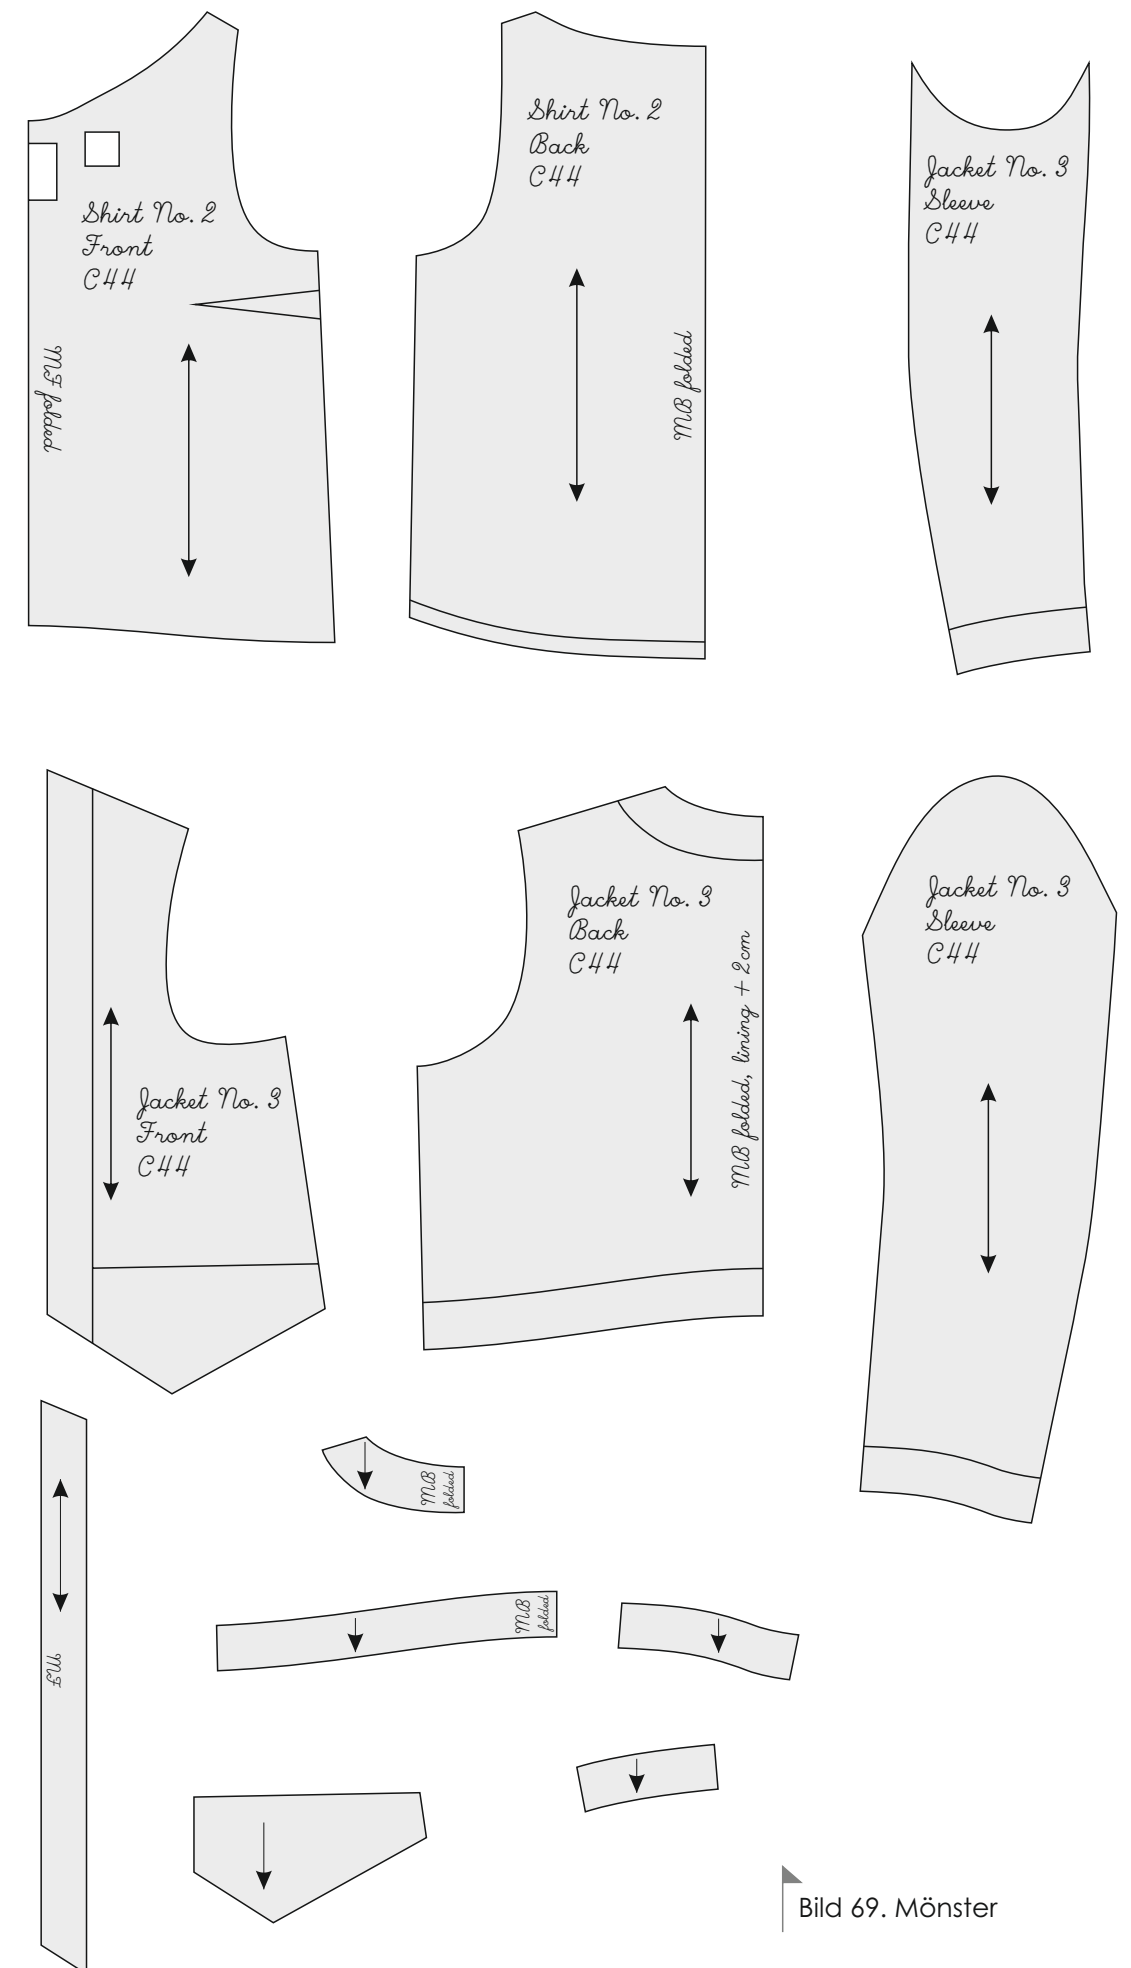 Shirt No. 2
Front
C44
MF folded
Shirt No. 2
Back
C44
MB folded
Jacket No. 3
Sleeve
C44
Jacket No. 3
Front
C44
Jacket No. 3
Back
C44
MB folded, lining + 2cm
Jacket No. 3
Sleeve
C44
MF
MB
folded
MB
folded
Bild 69. Mönster